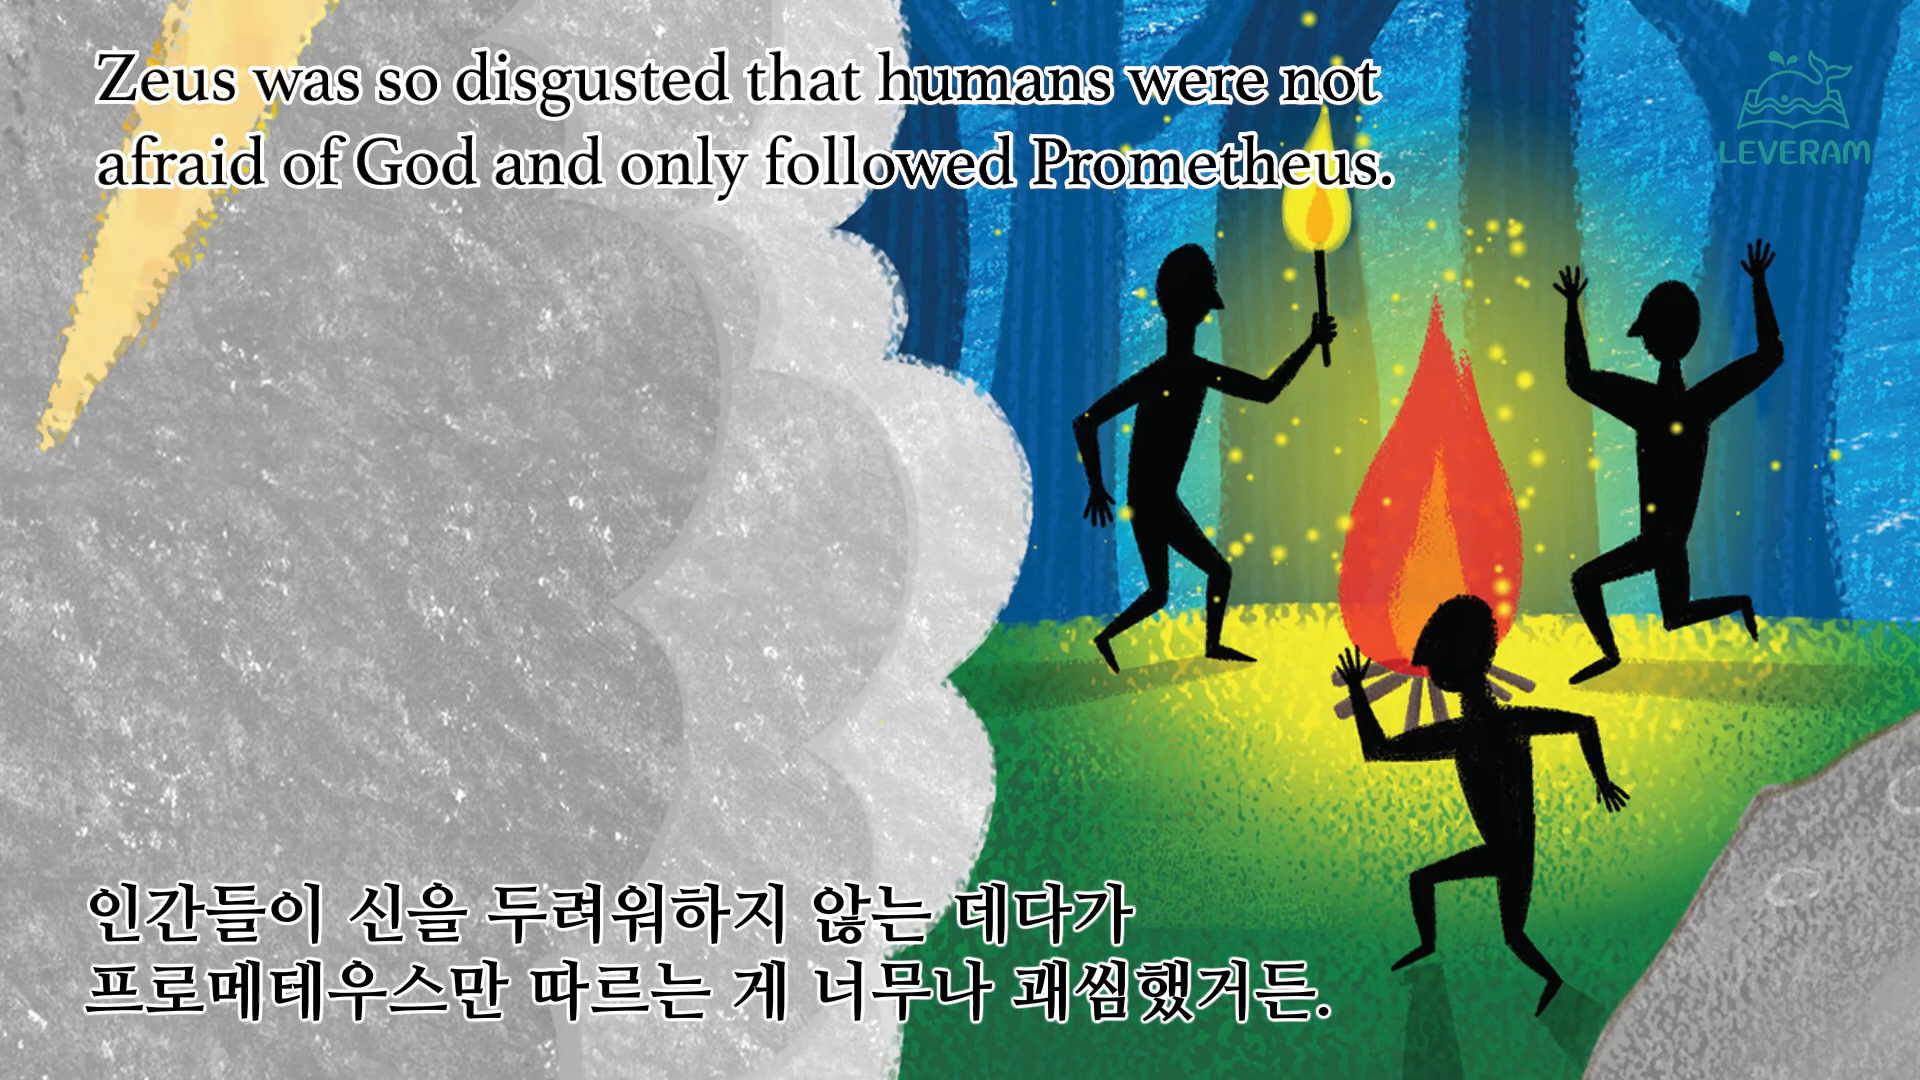 Zeus was so disgusted that humans were not
afraid of God and only followed Prometheus.
LEVERAM
인간들이 신을 두려워하지 않는 데다가
프로메테우스만 따르는 게 너무나 괘씸했거든.